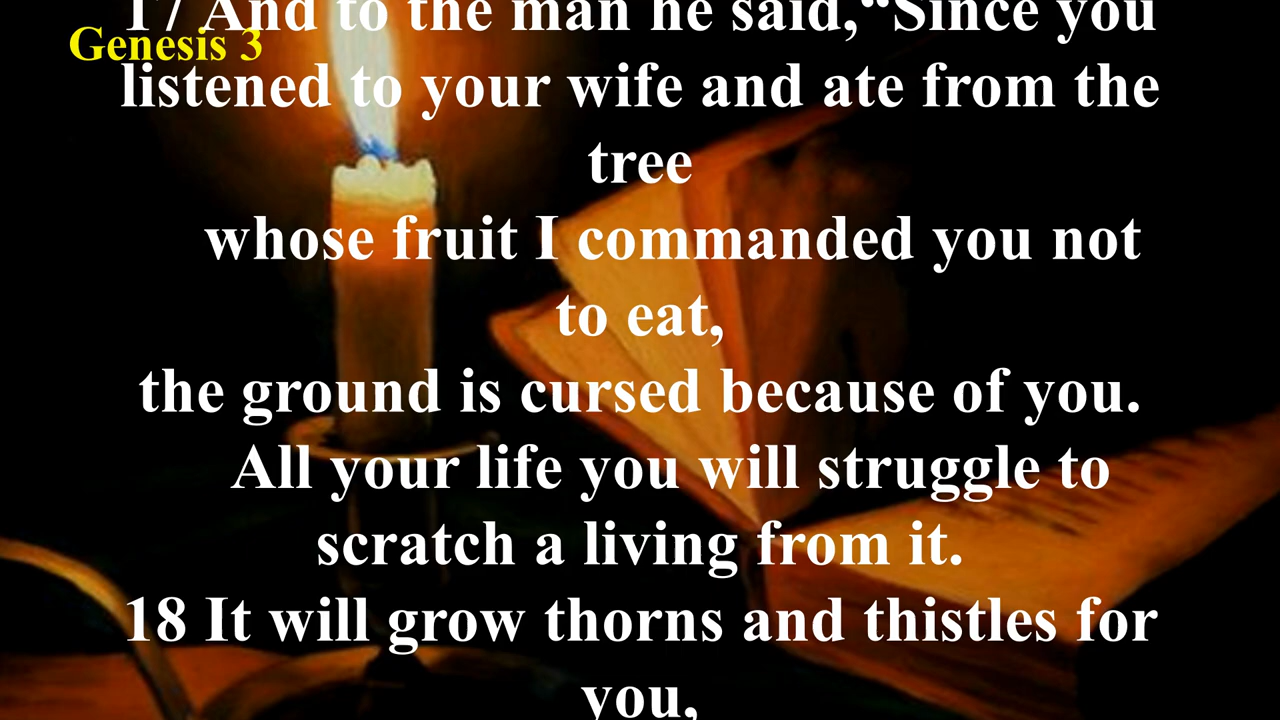 17 And to the man he said,“Since you
Genesis 3
listened to your wife and ate from the
tree
whose fruit I commanded you not
to eat,
the ground is cursed because of you.
All your life you will struggle to
scratch a living from it.
18 It will grow thorns and thistles for
you,